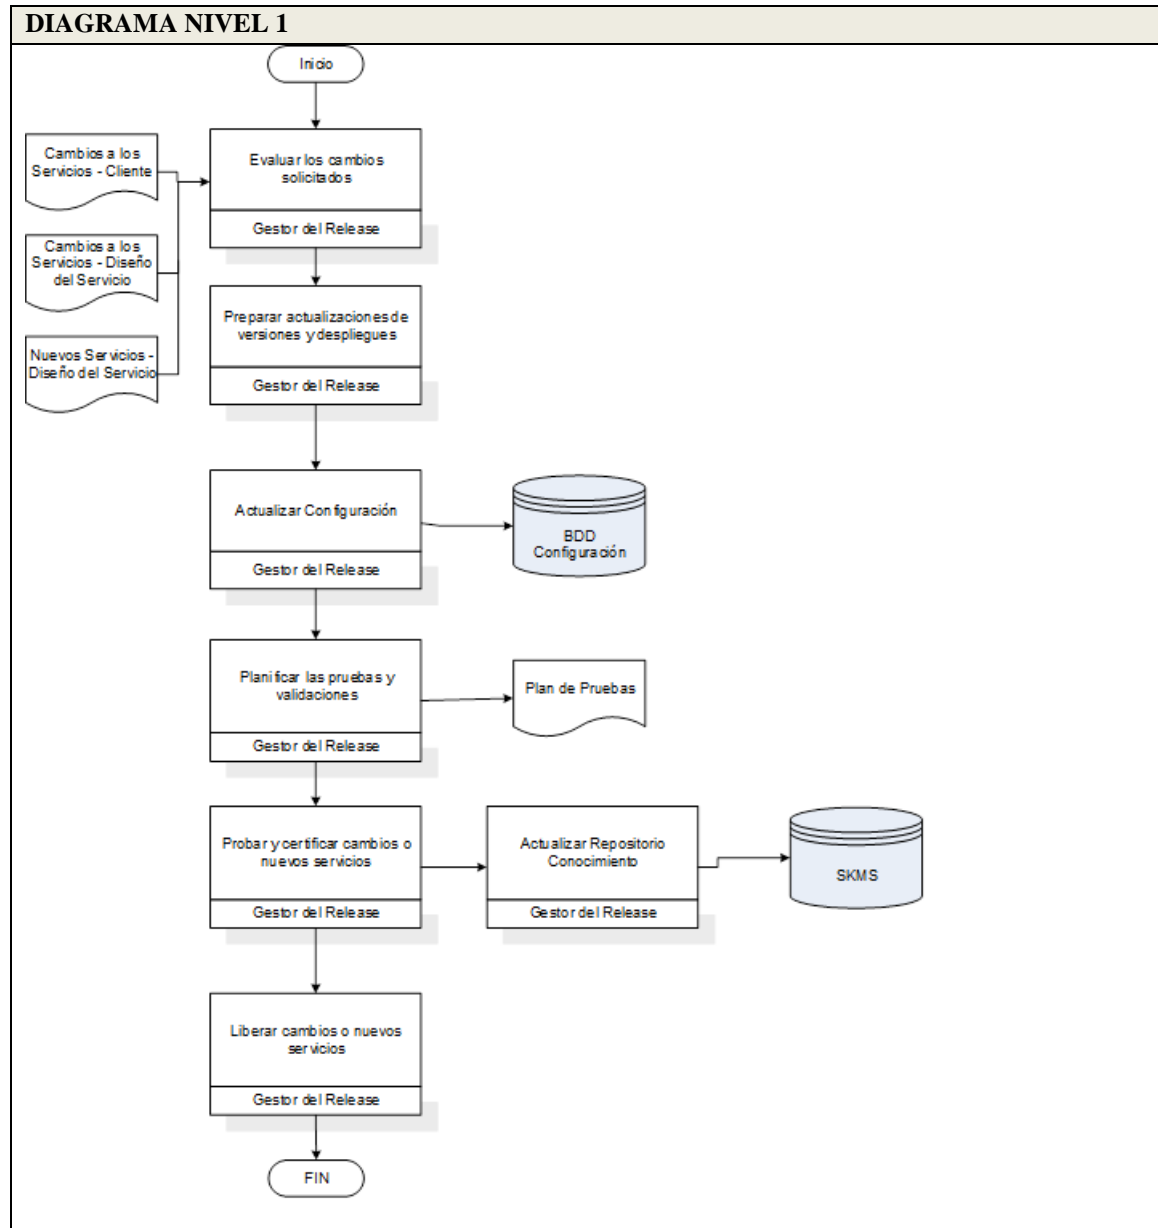 DIAGRAMA NIVEL 1
Inicio
Cambios a los
Servicios - Cliente
Evaluar los cambios
solicitados
Gestor del Release
Cambios a los
Servicios - Diseño
del Servicio
Preparar actualizaciones de
versiones y despliegues
Gestor del Release
Nuevos Servicios -
Diseño del Servicio
Actualizar Configuración
Gestor del Release
BDD
Configuración
Planificar las pruebas y
validaciones
Gestor del Release
Plan de Pruebas
Probar y certificar cambios o
nuevos servicios
Gestor del Release
Actualizar Repositorio
Conocimiento
Gestor del Release
SKMS
Liberar cambios o nuevos
servicios
Gestor del Release
FIN